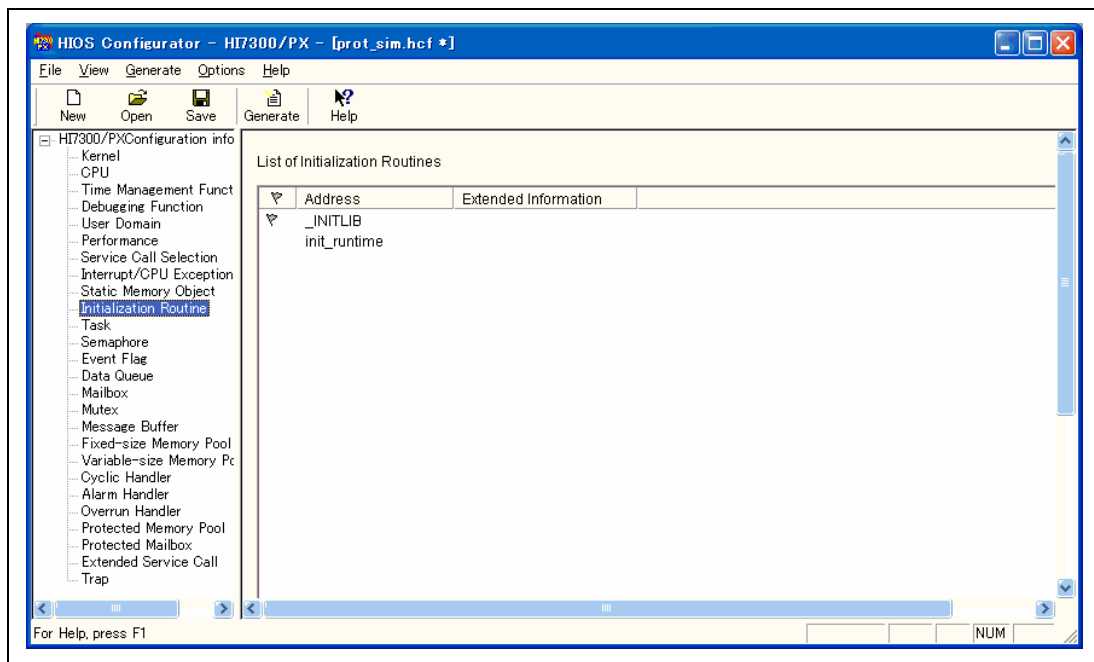 HIOS Configurator - HI7300/PX - [prot_sim.hcf *]
File View Generate Options Help
New Open Save Generate Help
HI7300/PXConfiguration info
Kernel
CPU
Time Management Funct
Debugging Function
User Domain
Performance
Service Call Selection
Interrupt/CPU Exception
Static Memory Object
Initialization Routine
Task
Semaphore
Event Flag
Data Queue
Mailbox
Mutex
Message Buffer
Fixed-size Memory Pool
Variable-size Memory Po
Cyclic Handler
Alarm Handler
Overrun Handler
Protected Memory Pool
Protected Mailbox
Extended Service Call
Trap
List of Initialization Routines
Address Extended Information
_INITLIB
init_runtime
For Help, press F1
NUM